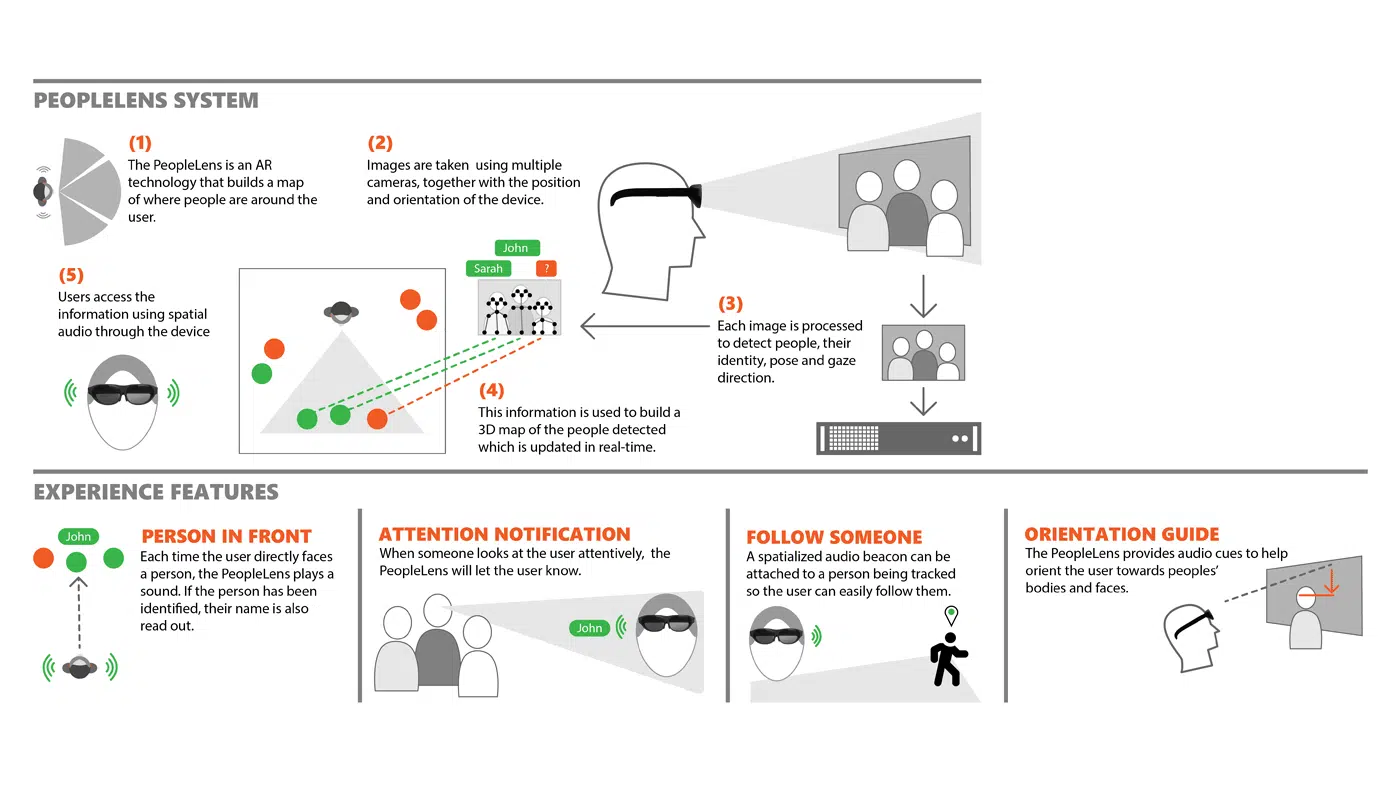 PEOPLELENS SYSTEM
(1)
The PeopleLens is an AR
technology that builds a map
of where people are around the
user.
(2)
Images are taken using multiple
cameras, together with the position
and orientation of the device.
(3)
Each image is processed
to detect people, their
identity, pose and gaze
direction.
John
Sarah
?
(4)
This information is used to build a
3D map of the people detected
which is updated in real-time.
(5)
Users access the
information using spatial
audio through the device
EXPERIENCE FEATURES
John
PERSON IN FRONT
Each time the user directly faces
a person, the PeopleLens plays a
sound. If the person has been
identified, their name is also
read out.
ATTENTION NOTIFICATION
When someone looks at the user attentively, the
PeopleLens will let the user know.
John
FOLLOW SOMEONE
A spatialized audio beacon can be
attached to a person being tracked
so the user can easily follow them.
ORIENTATION GUIDE
The PeopleLens provides audio cues to help
orient the user towards peoples'
bodies and faces.